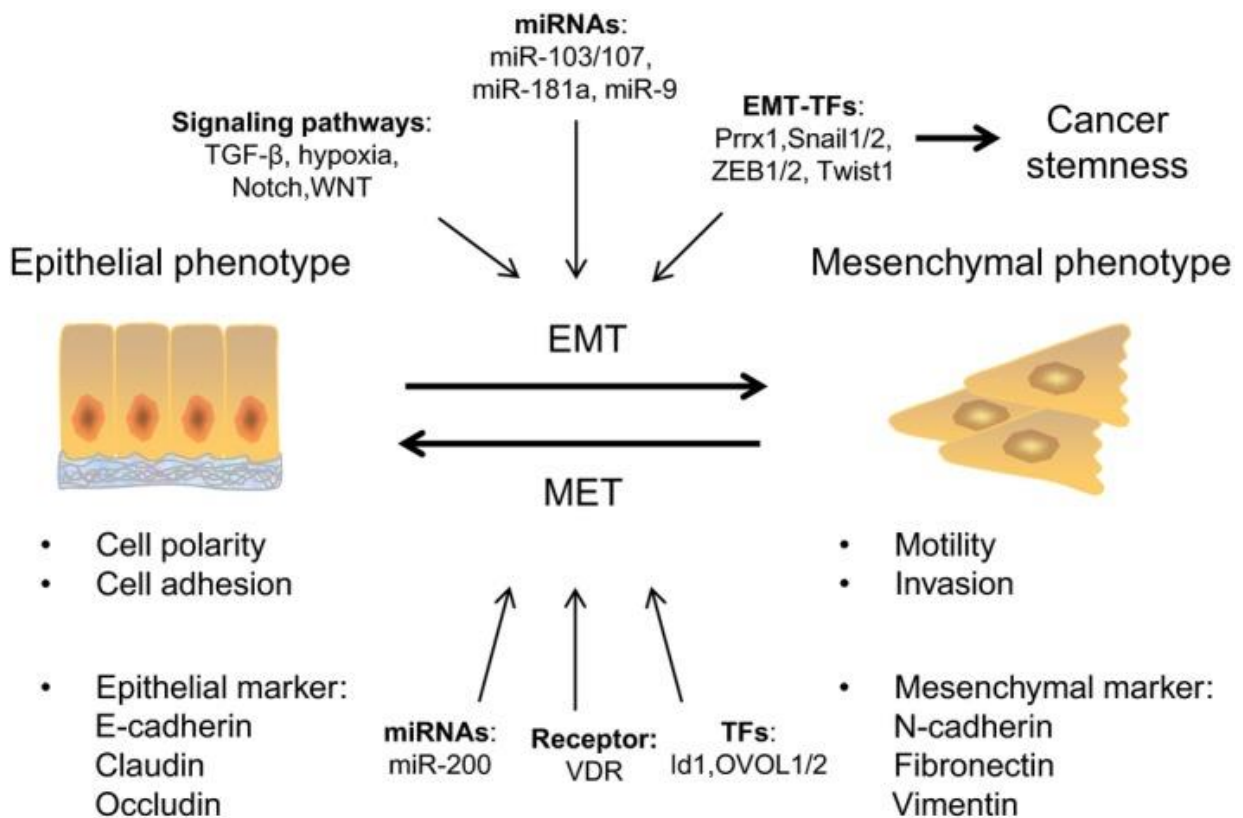 miRNAs:
miR-103/107,
miR-181a, miR-9
Signaling pathways:
TGF-β, hypoxia,
Notch,WNT
EMT-TFs:
Prrx1,Snail1/2,
ZEB1/2, Twist1
Cancer
stemness
Epithelial phenotype
Mesenchymal phenotype
EMT
MET
• Cell polarity
• Cell adhesion
• Epithelial marker:
E-cadherin
Claudin
Occludin
miRNAs:
miR-200
Receptor:
VDR
TFs:
Id1,OVOL1/2
• Motility
• Invasion
• Mesenchymal marker:
N-cadherin
Fibronectin
Vimentin